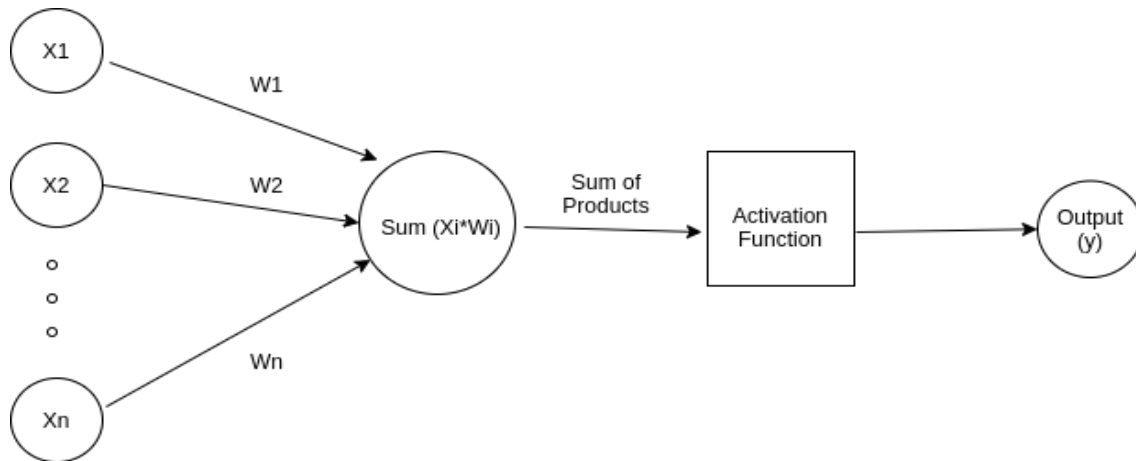 X1
W1
X2
W2
Sum (Xi*Wi)
Sum of
Products
Activation
Function
Output
(y)
Wn
Xn